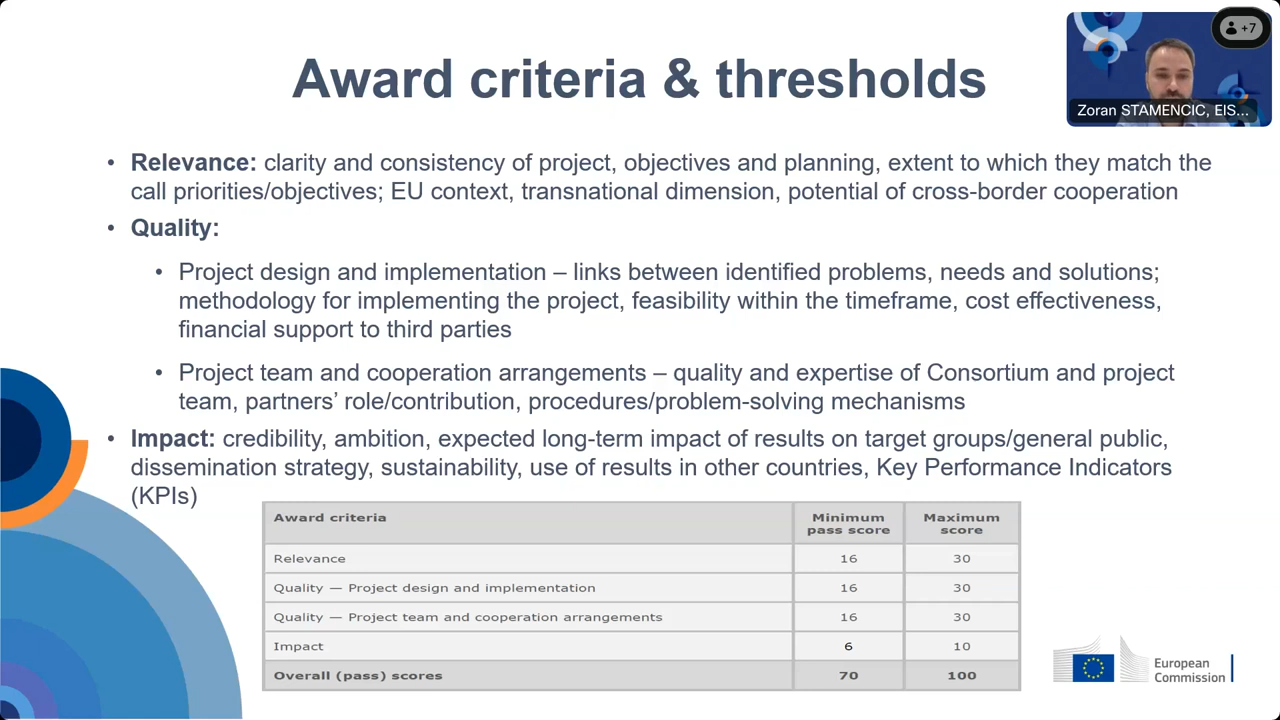 Award criteria & thresholds
+7
Zoran STAMENCIC, EIS...
• Relevance: clarity and consistency of project, objectives and planning, extent to which they match the
call priorities/objectives; EU context, transnational dimension, potential of cross-border cooperation
• Quality:
• Project design and implementation – links between identified problems, needs and solutions;
methodology for implementing the project, feasibility within the timeframe, cost effectiveness,
financial support to third parties
• Project team and cooperation arrangements – quality and expertise of Consortium and project
team, partners’ role/contribution, procedures/problem-solving mechanisms
• Impact: credibility, ambition, expected long-term impact of results on target groups/general public,
dissemination strategy, sustainability, use of results in other countries, Key Performance Indicators
(KPIs)
Award criteria Minimum Maximum
pass score score
Relevance 16 30
Quality — Project design and implementation 16 30
Quality — Project team and cooperation arrangements 16 30
Impact 6 10
Overall (pass) scores 70 100
European
Commission